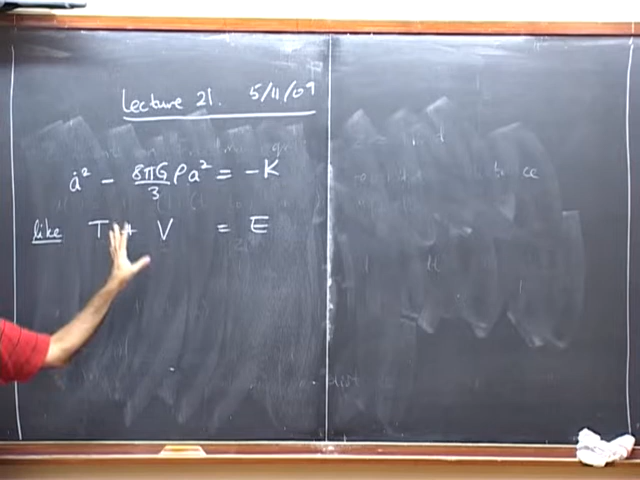 Lecture 21. 5/11/09
ȧ² - 8πG/3 ρa² = -K
like T + V = E